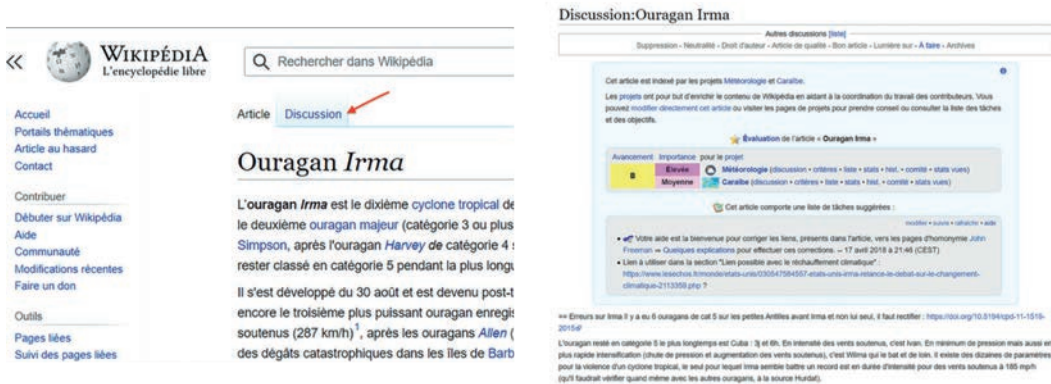 WIKIPÉDIA
L'encyclopédie libre
Rechercher dans Wikipédia
Accueil
Portails thématiques
Article au hasard
Contact
Contribuer
Débuter sur Wikipédia
Aide
Communauté
Modifications récentes
Faire un don
Outils
Pages liées
Suivi des pages liées
Article Discussion
Ouragan Irma
L'ouragan Irma est le dixième cyclone tropical de
le deuxième ouragan majeur (catégorie 3 ou plus
Simpson, après l'ouragan Harvey de catégorie 4
rester classé en catégorie 5 pendant la plus longu
Il s'est développé du 30 août et est devenu post-t
encore le troisième plus puissant ouragan enregis
soutenus (287 km/h)1, après les ouragans Allen (
des dégâts catastrophiques dans les îles de Barb
Discussion:Ouragan Irma
Autres discussions [liste]
Suppression - Neutralité - Droit d'auteur - Article de qualité - Bon article - Lumière sur - À faire - Archives
Cet article est indexé par les projets Météorologie et Caraïbe.
Les projets ont pour but d'enrichir le contenu de Wikipédia en aidant à la coordination du travail des contributeurs. Vous
pouvez modifier directement cet article ou visiter les pages de projets pour prendre conseil ou consulter la liste des tâches
et des objectifs.
Évaluation de l'article « Ouragan Irma »
Avancement Importance pour le projet
B
Élevée Météorologie (discussion • critères • liste • stats • hist. • comité • stats vues)
Moyenne Caraïbe (discussion • critères • liste • stats • hist. • comité • stats vues)
Cet article comporte une liste de tâches suggérées :
modifier • suivre • rafraîchir • aide
• Votre aide est la bienvenue pour corriger les liens, présents dans l'article, vers les pages d'homonymie John
Freeman Quelques explications pour effectuer ces corrections. -- 17 avril 2018 à 21:46 (CEST)
• Lien à utiliser dans la section "Lien possible avec le réchauffement climatique" :
https://www.lesechos.fr/monde/etats-unis/030547584557-etats-unis-irma-relance-le-debat-sur-le-changement-
climatique-2113359.php ?
== Erreurs sur Irma Il y a eu 6 ouragans de cat 5 sur les petites Antilles avant Irma et non lui seul, il faut rectifier : https://doi.org/10.5194/npd-11-1519-
2015
L'ouragan resté en catégorie 5 le plus longtemps est Cuba : 3j et 6h. En intensité des vents soutenus, c'est Ivan. En minimum de pression mais aussi en
plus rapide intensification (chute de pression et augmentation des vents soutenus), c'est Wilma qui le bat et de loin. Il existe des dizaines de paramètres
pour la violence d'un cyclone tropical, le seul pour lequel Irma semble battre un record est en durée d'intensité pour des vents soutenus à 185 mp/h
(qu'il faudrait vérifier quand même avec les autres ouragans, à la source Hurdat).